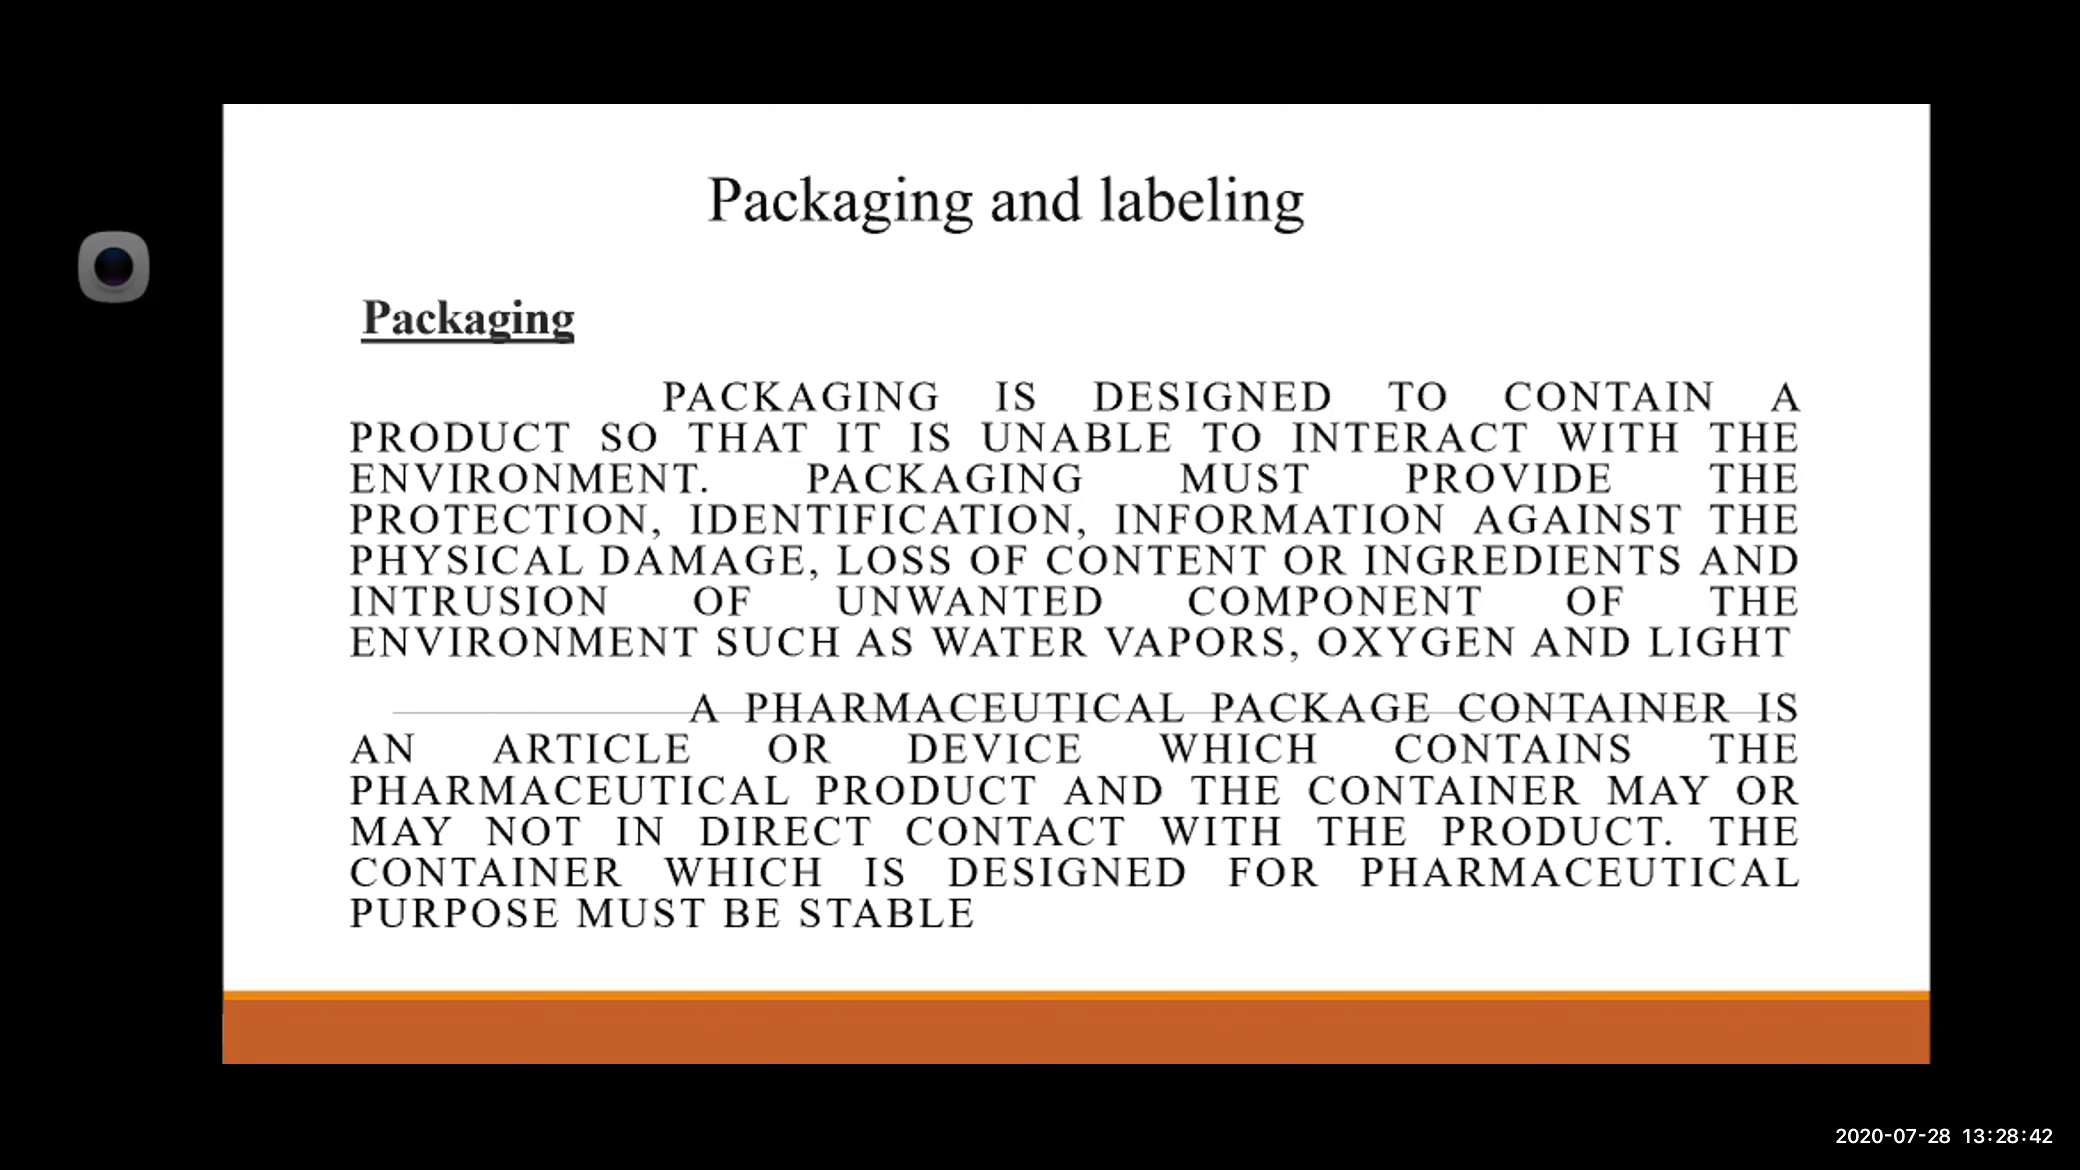 Packaging and labeling
Packaging
PACKAGING IS DESIGNED TO CONTAIN A
PRODUCT SO THAT IT IS UNABLE TO INTERACT WITH THE
ENVIRONMENT. PACKAGING MUST PROVIDE THE
PROTECTION, IDENTIFICATION, INFORMATION AGAINST THE
PHYSICAL DAMAGE, LOSS OF CONTENT OR INGREDIENTS AND
INTRUSION OF UNWANTED COMPONENT OF THE
ENVIRONMENT SUCH AS WATER VAPORS, OXYGEN AND LIGHT
A PHARMACEUTICAL PACKAGE CONTAINER IS
AN ARTICLE OR DEVICE WHICH CONTAINS THE
PHARMACEUTICAL PRODUCT AND THE CONTAINER MAY OR
MAY NOT IN DIRECT CONTACT WITH THE PRODUCT. THE
CONTAINER WHICH IS DESIGNED FOR PHARMACEUTICAL
PURPOSE MUST BE STABLE
2020-07-28 13:28:42